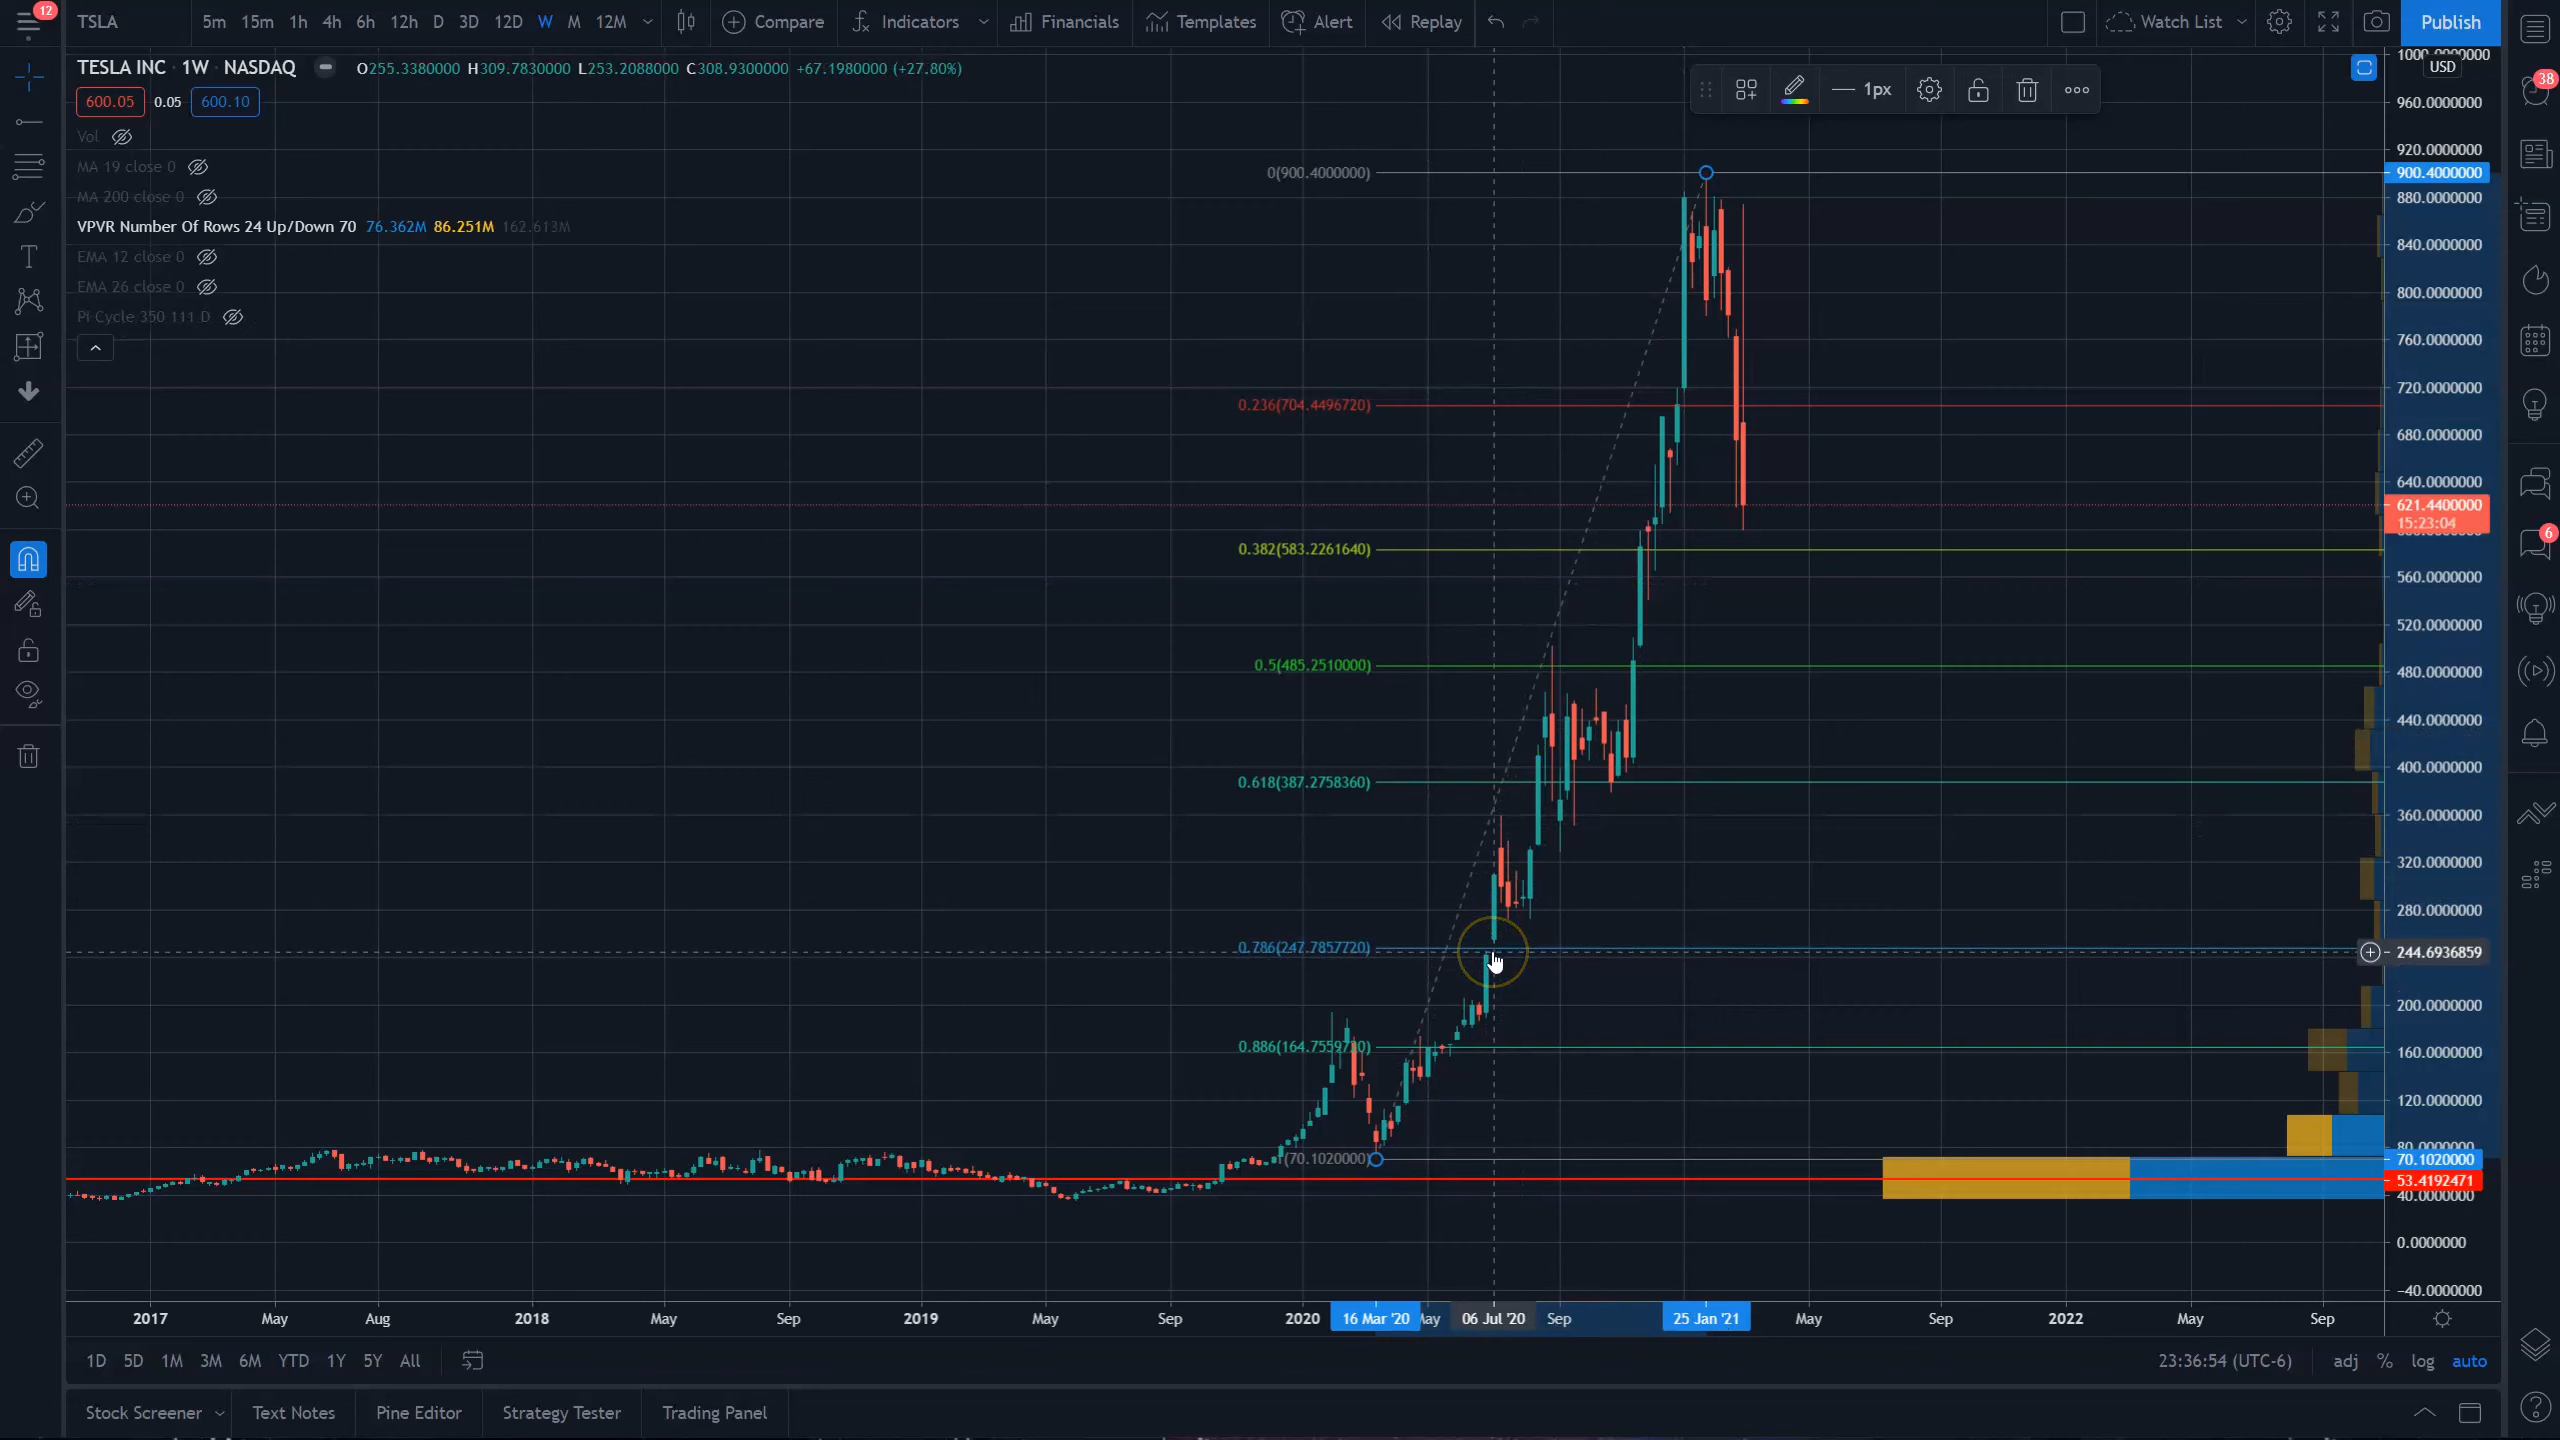 12
TSLA 5m 15m 1h 4h 6h 12h D 3D 12D W M 12M Compare Indicators Financials Templates Alert Replay Watch List Publish
TESLA INC · 1W · NASDAQ O255.3380000 H309.7830000 L253.2088000 C308.9300000 +67.1980000 (+27.80%)
600.05 0.05 600.10
1px
USD
38
Vol
MA 19 close 0
MA 200 close 0
VPVR Number Of Rows 24 Up/Down 70 76.362M 86.251M 162.613M
EMA 12 close 0
EMA 26 close 0
Pi Cycle 350 111 D
960.0000000
920.0000000
0(900.4000000) 900.4000000
880.0000000
840.0000000
800.0000000
760.0000000
720.0000000
0.236(704.4496720)
680.0000000
640.0000000
621.4400000
15:23:04
6
0.382(583.2261640)
560.0000000
520.0000000
480.0000000
0.5(485.2510000)
440.0000000
400.0000000
0.618(387.2758360)
360.0000000
320.0000000
280.0000000
0.786(247.7857720) 244.6936859
200.0000000
160.0000000
120.0000000
80.0000000
(70.1020000) 70.1020000
53.4192471
40.0000000
0.0000000
−40.0000000
2017 May Aug 2018 May Sep 2019 May Sep 2020 16 Mar '20 May 06 Jul '20 Sep 25 Jan '21 May Sep 2022 May Sep
1D 5D 1M 3M 6M YTD 1Y 5Y All 23:36:54 (UTC-6) adj % log auto
Stock Screener Text Notes Pine Editor Strategy Tester Trading Panel